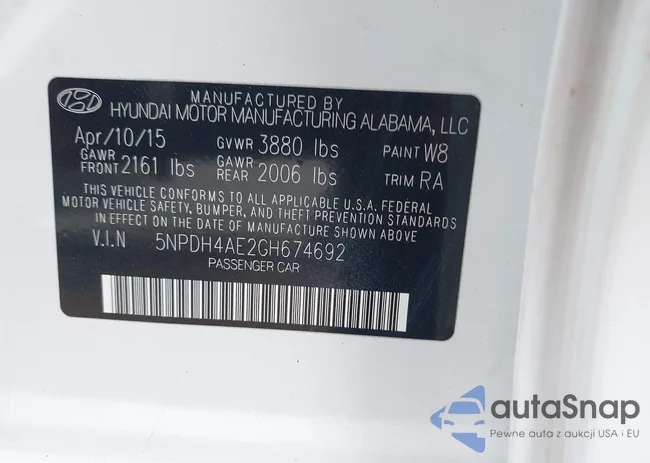 MANUFACTURED BY
HYUNDAI MOTOR MANUFACTURING ALABAMA, LLC
Apr/10/15 GVWR 3880 lbs PAINT W8
GAWR FRONT 2161 lbs GAWR REAR 2006 lbs TRIM RA
THIS VEHICLE CONFORMS TO ALL APPLICABLE U.S.A. FEDERAL
MOTOR VEHICLE SAFETY, BUMPER, AND THEFT PREVENTION STANDARDS
IN EFFECT ON THE DATE OF MANUFACTURE SHOWN ABOVE
V.I.N 5NPDH4AE2GH674692
PASSENGER CAR
autaSnap
Pewne auta z aukcji USA i EU